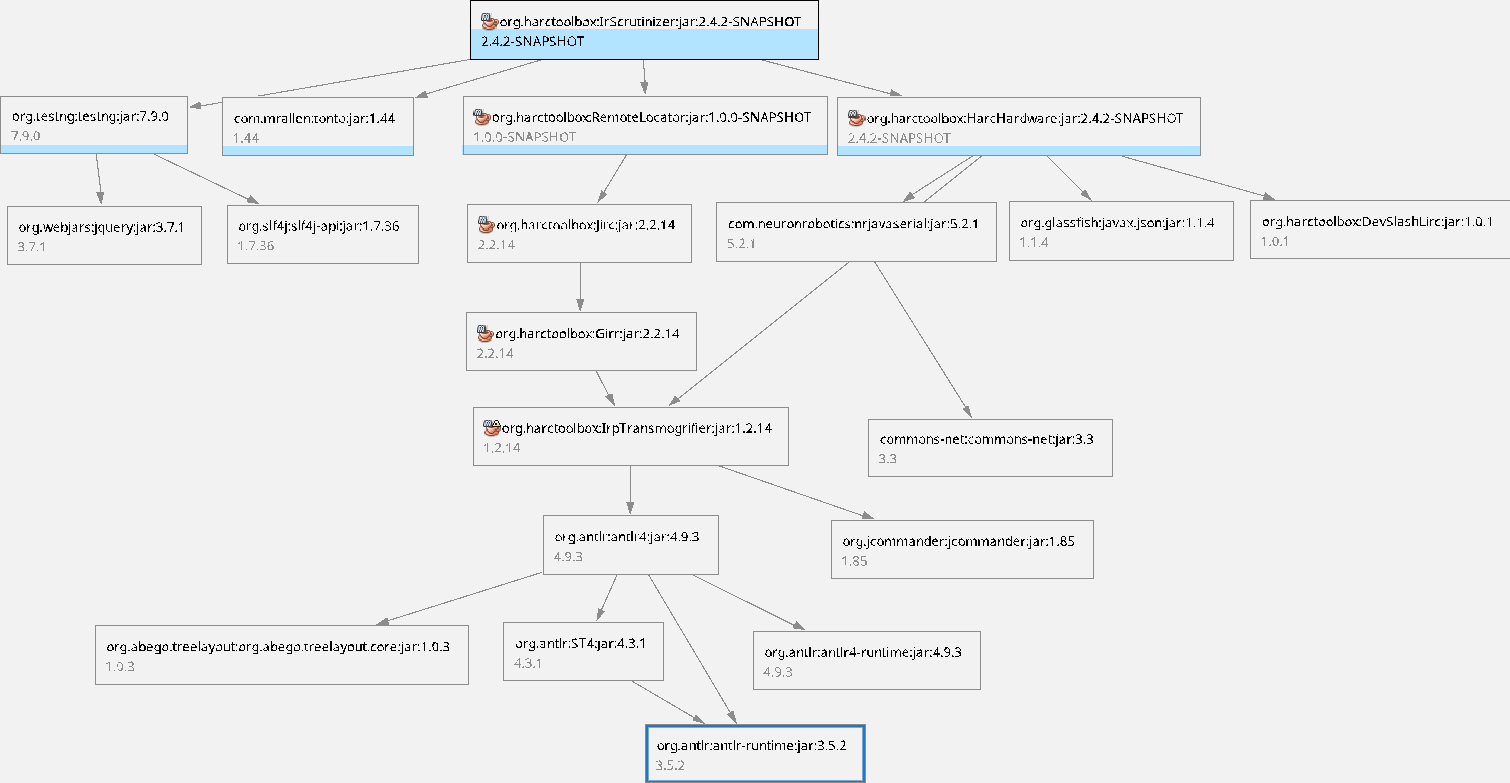 org.harctoolbox:IrScrutinizer:jar:2.4.2-SNAPSHOT
2.4.2-SNAPSHOT
org.testng:testng:jar:7.9.0
7.9.0
com.mrallen:tonto:jar:1.44
1.44
org.harctoolbox:RemoteLocator:jar:1.0.0-SNAPSHOT
1.0.0-SNAPSHOT
org.harctoolbox:HarcHardware:jar:2.4.2-SNAPSHOT
2.4.2-SNAPSHOT
org.webjars:jquery:jar:3.7.1
3.7.1
org.slf4j:slf4j-api:jar:1.7.36
1.7.36
org.harctoolbox:Jirc:jar:2.2.14
2.2.14
com.neuronrobotics:nrjavaserial:jar:5.2.1
5.2.1
org.glassfish:javax.json:jar:1.1.4
1.1.4
org.harctoolbox:DevSlashLirc:jar:1.0.1
1.0.1
org.harctoolbox:Girr:jar:2.2.14
2.2.14
org.harctoolbox:IrpTransmogrifier:jar:1.2.14
1.2.14
commons-net:commons-net:jar:3.3
3.3
org.antlr:antlr4:jar:4.9.3
4.9.3
org.jcommander:jcommander:jar:1.85
1.85
org.abego.treelayout:org.abego.treelayout.core:jar:1.0.3
1.0.3
org.antlr:ST4:jar:4.3.1
4.3.1
org.antlr:antlr4-runtime:jar:4.9.3
4.9.3
org.antlr:antlr-runtime:jar:3.5.2
3.5.2